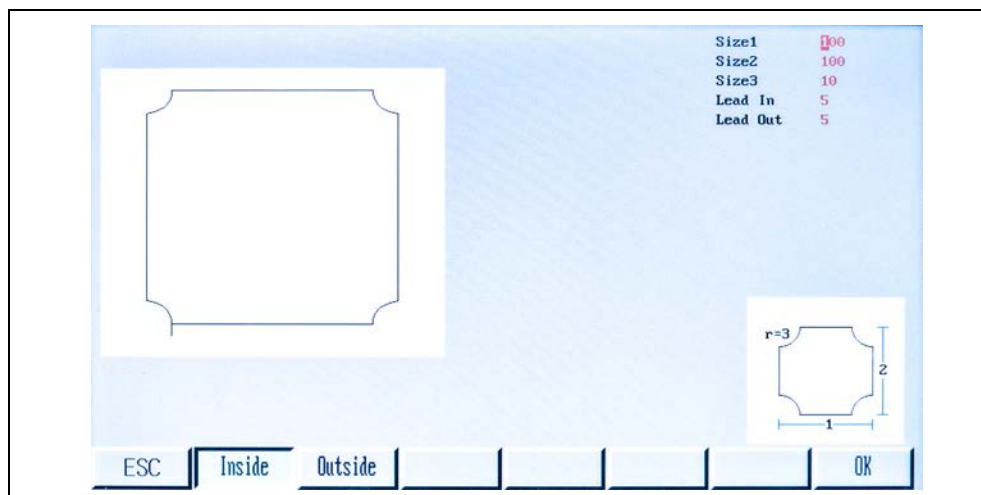 Size1 100
Size2 100
Size3 10
Lead In 5
Lead Out 5
r=3
2
1
ESC Inside Outside OK